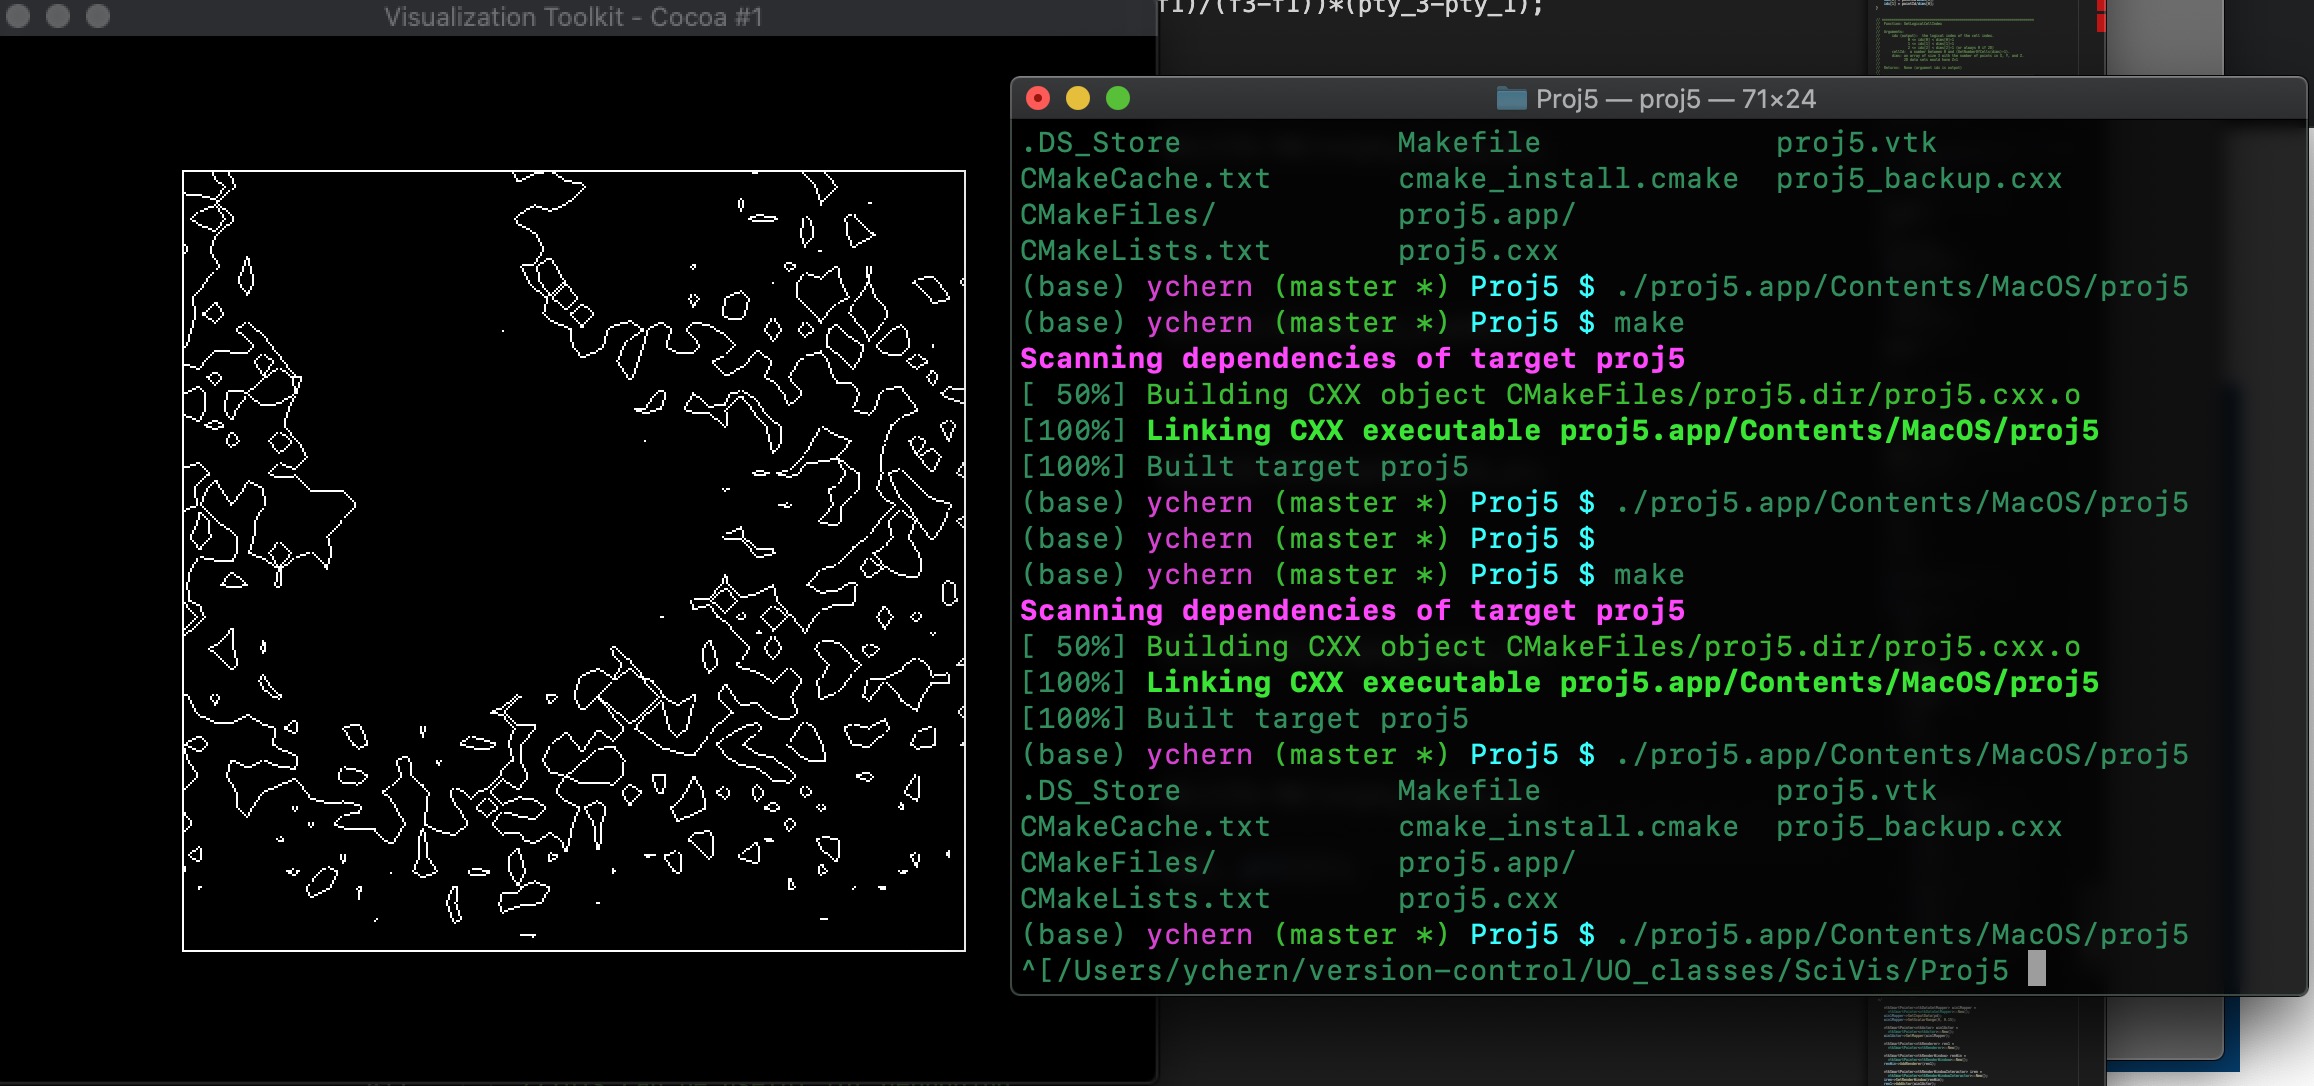 Visualization Toolkit - Cocoa #1
f1)/(f3-f1))*(pty_3-pty_1);
Proj5 — proj5 — 71×24
.DS_Store Makefile proj5.vtk
CMakeCache.txt cmake_install.cmake proj5_backup.cxx
CMakeFiles/ proj5.app/
CMakeLists.txt proj5.cxx
(base) ychern (master *) Proj5 $ ./proj5.app/Contents/MacOS/proj5
(base) ychern (master *) Proj5 $ make
Scanning dependencies of target proj5
[ 50%] Building CXX object CMakeFiles/proj5.dir/proj5.cxx.o
[100%] Linking CXX executable proj5.app/Contents/MacOS/proj5
[100%] Built target proj5
(base) ychern (master *) Proj5 $ ./proj5.app/Contents/MacOS/proj5
(base) ychern (master *) Proj5 $
(base) ychern (master *) Proj5 $ make
Scanning dependencies of target proj5
[ 50%] Building CXX object CMakeFiles/proj5.dir/proj5.cxx.o
[100%] Linking CXX executable proj5.app/Contents/MacOS/proj5
[100%] Built target proj5
(base) ychern (master *) Proj5 $ ./proj5.app/Contents/MacOS/proj5
.DS_Store Makefile proj5.vtk
CMakeCache.txt cmake_install.cmake proj5_backup.cxx
CMakeFiles/ proj5.app/
CMakeLists.txt proj5.cxx
(base) ychern (master *) Proj5 $ ./proj5.app/Contents/MacOS/proj5
^[/Users/ychern/version-control/UO_classes/SciVis/Proj5